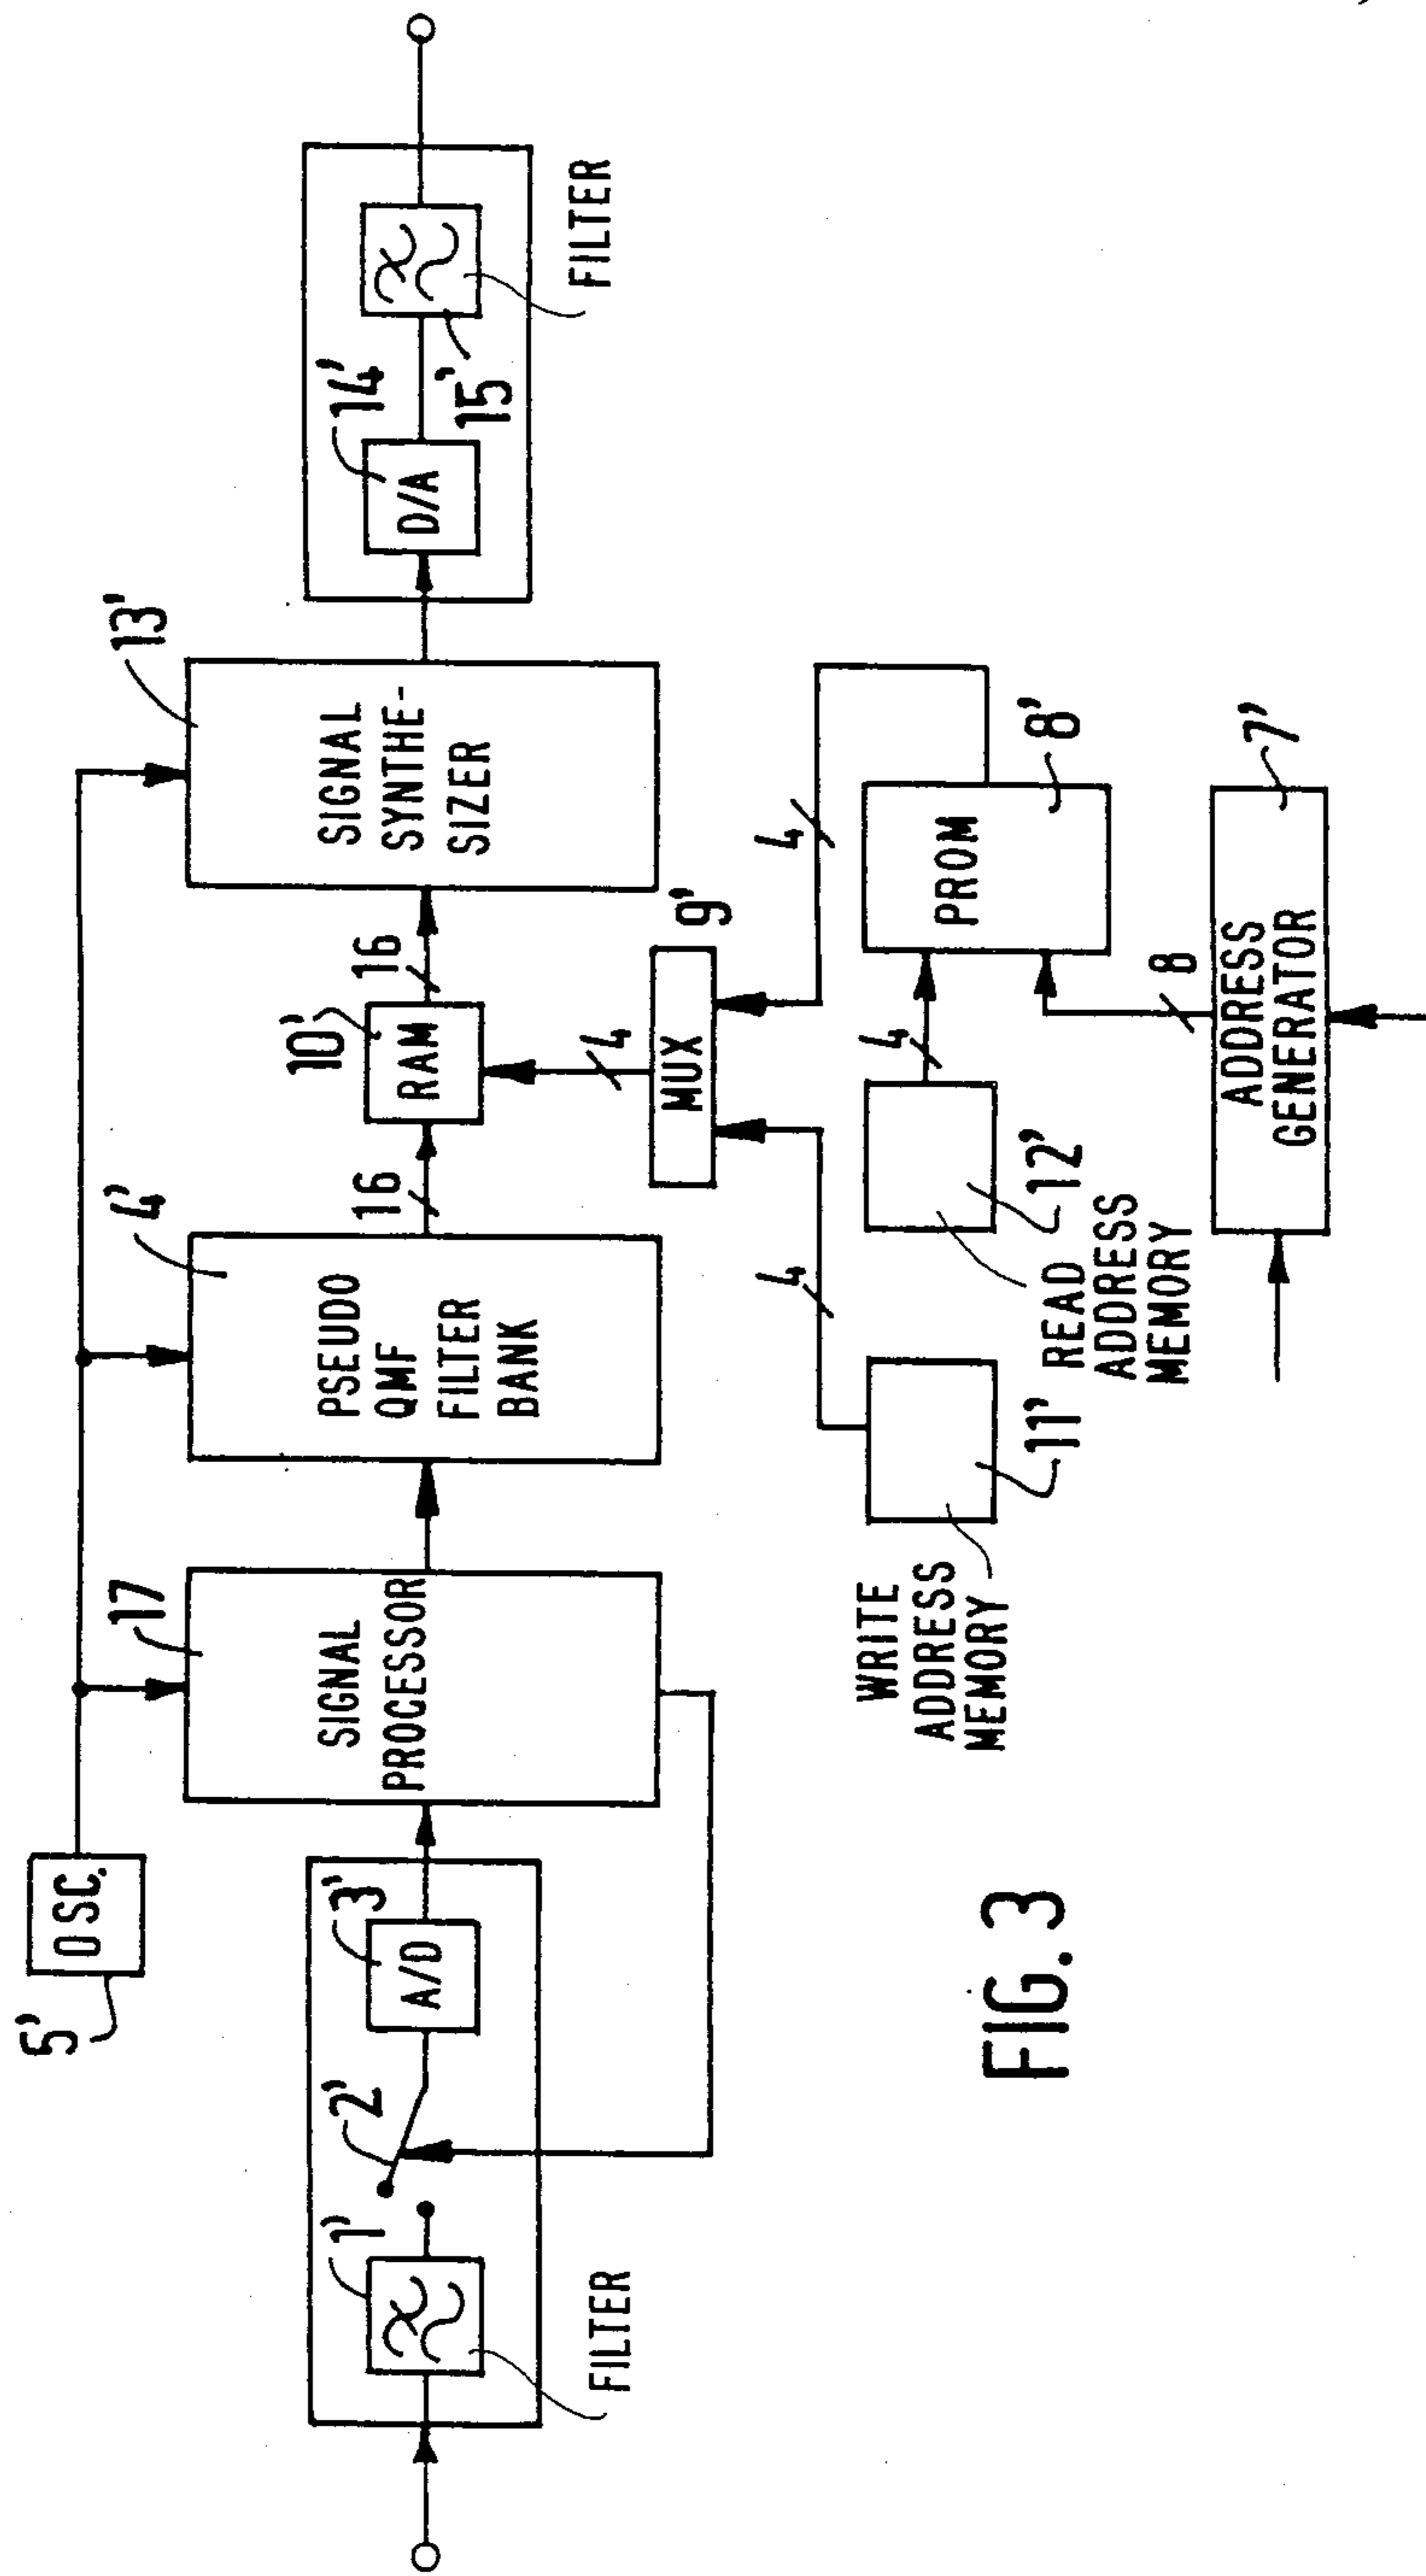 5'
OSC.
17
4'
13'
1'
2'
3'
A/D
FILTER
SIGNAL
PROCESSOR
PSEUDO
QMF
FILTER
BANK
16
10'
RAM
16
SIGNAL
SYNTHE-
SIZER
14'
D/A
15'
FILTER
4
MUX
9'
4
4
WRITE
ADDRESS
MEMORY
11'
READ
ADDRESS
MEMORY
12'
4
PROM
8'
8
ADDRESS
GENERATOR
7'
FIG. 3